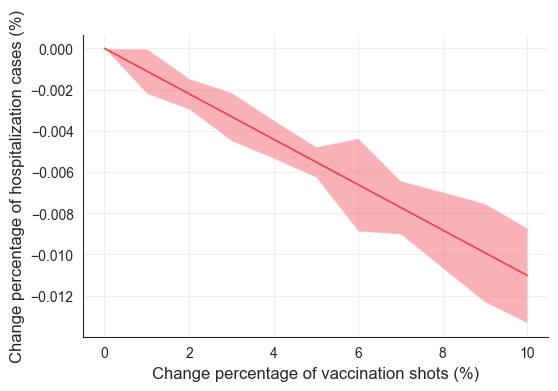 Change percentage of hospitalization cases (%)
0.000
−0.002
−0.004
−0.006
−0.008
−0.010
−0.012
0 2 4 6 8 10
Change percentage of vaccination shots (%)